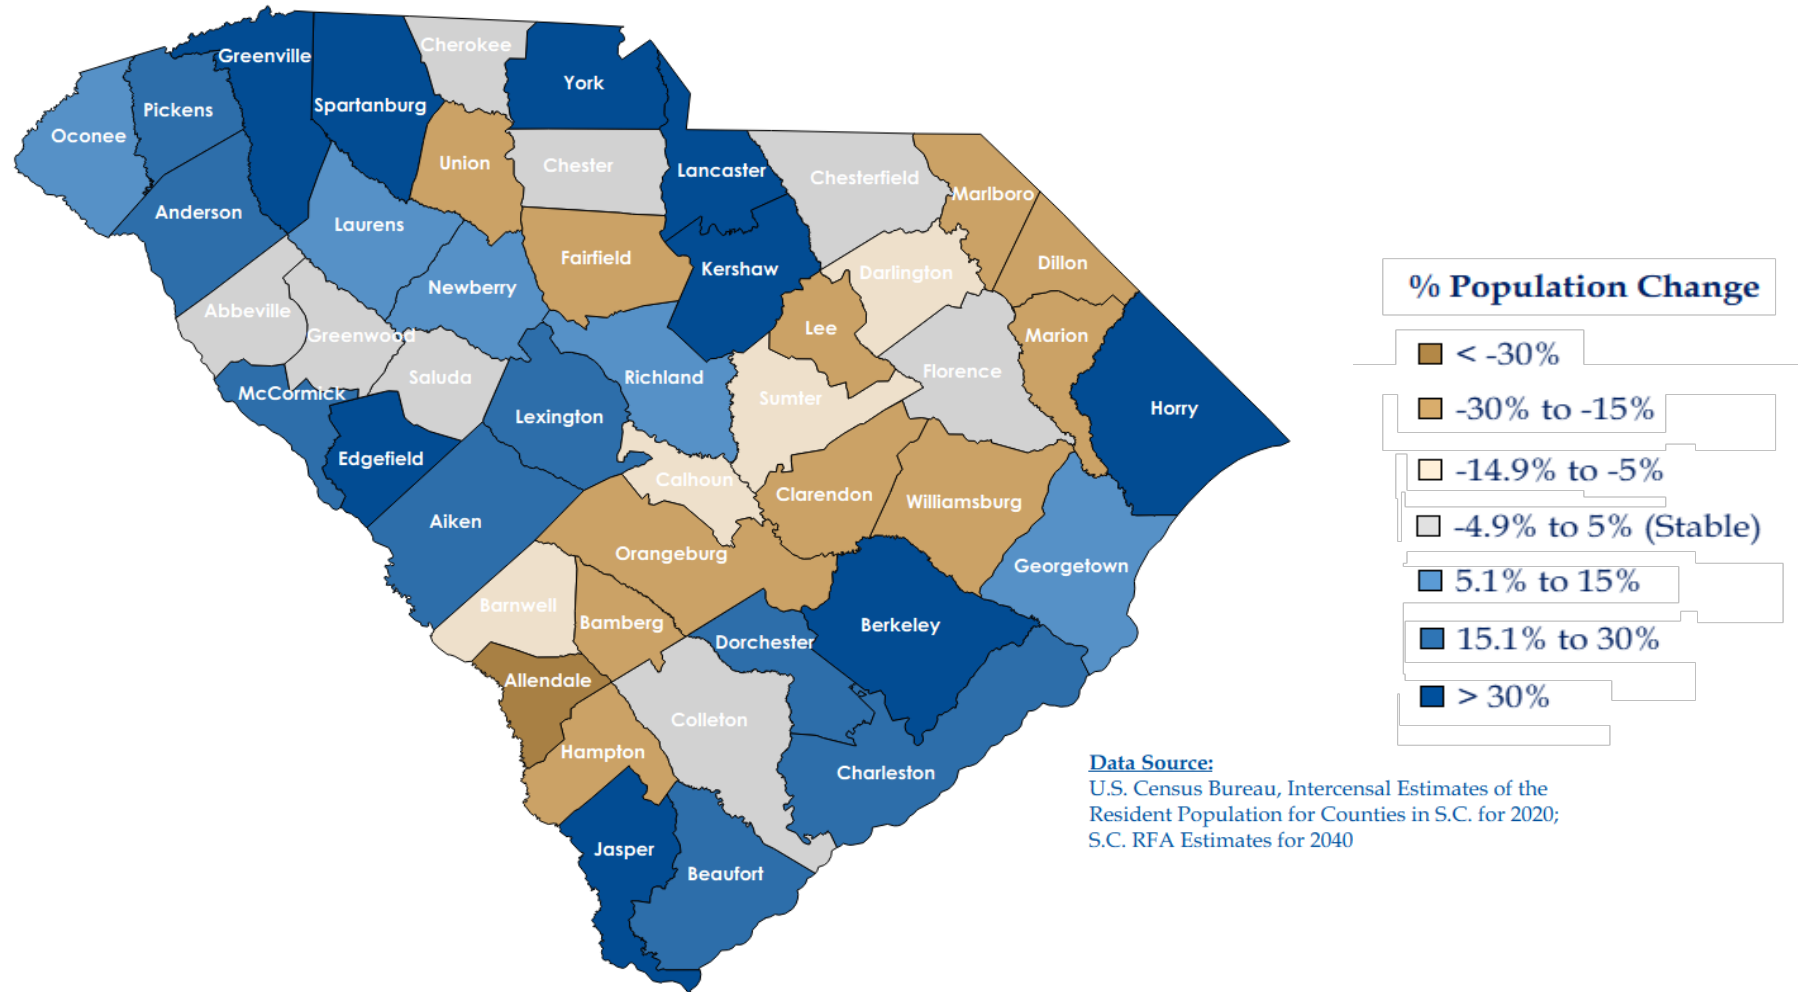 Cherokee
Greenville
York
Spartanburg
Pickens
Oconee
Union
Chester
Lancaster
Chesterfield
Marlboro
Anderson
Laurens
Fairfield
Kershaw
Darlington
Dillon
Newberry
Abbeville
Greenwood
Lee
Marion
Saluda
Richland
Florence
McCormick
Sumter
Lexington
Horry
Edgefield
Calhoun
Clarendon
Williamsburg
Aiken
Orangeburg
Georgetown
Barnwell
Bamberg
Berkeley
Dorchester
Allendale
Colleton
Hampton
Charleston
Jasper
Beaufort
% Population Change
< -30%
-30% to -15%
-14.9% to -5%
-4.9% to 5% (Stable)
5.1% to 15%
15.1% to 30%
> 30%
Data Source:
U.S. Census Bureau, Intercensal Estimates of the
Resident Population for Counties in S.C. for 2020;
S.C. RFA Estimates for 2040